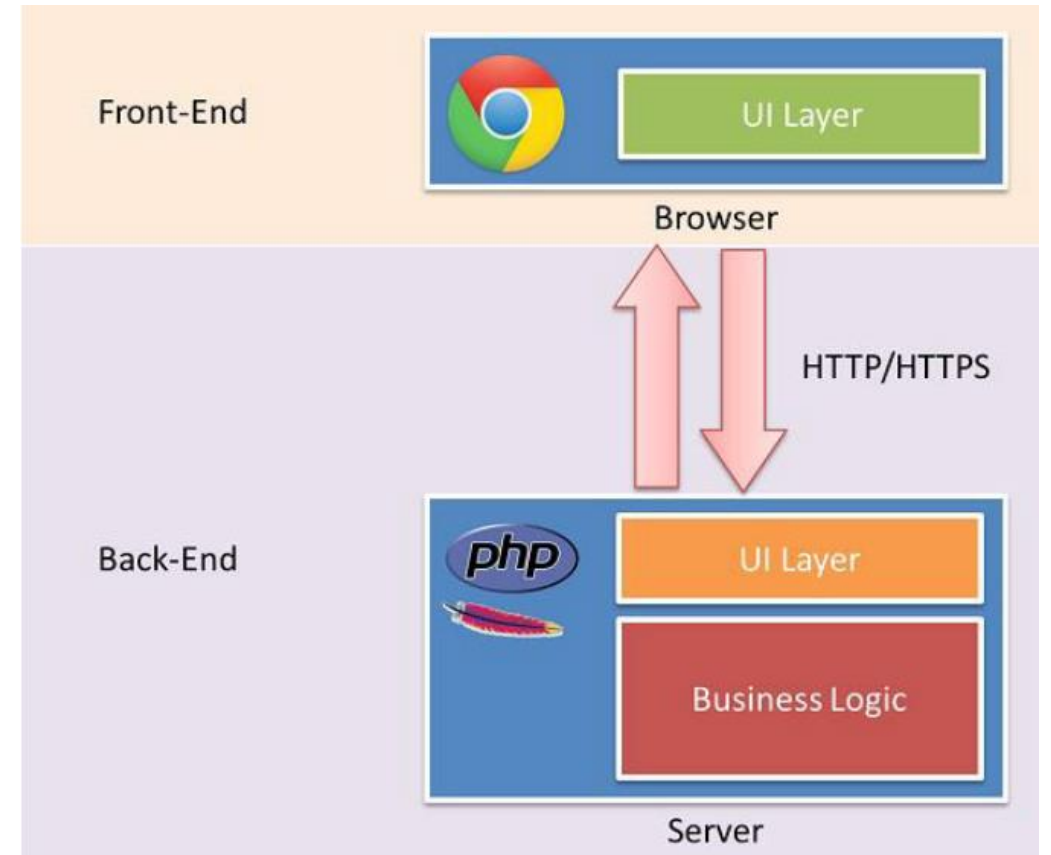 Front-End
UI Layer
Browser
HTTP/HTTPS
Back-End
php
UI Layer
Business Logic
Server